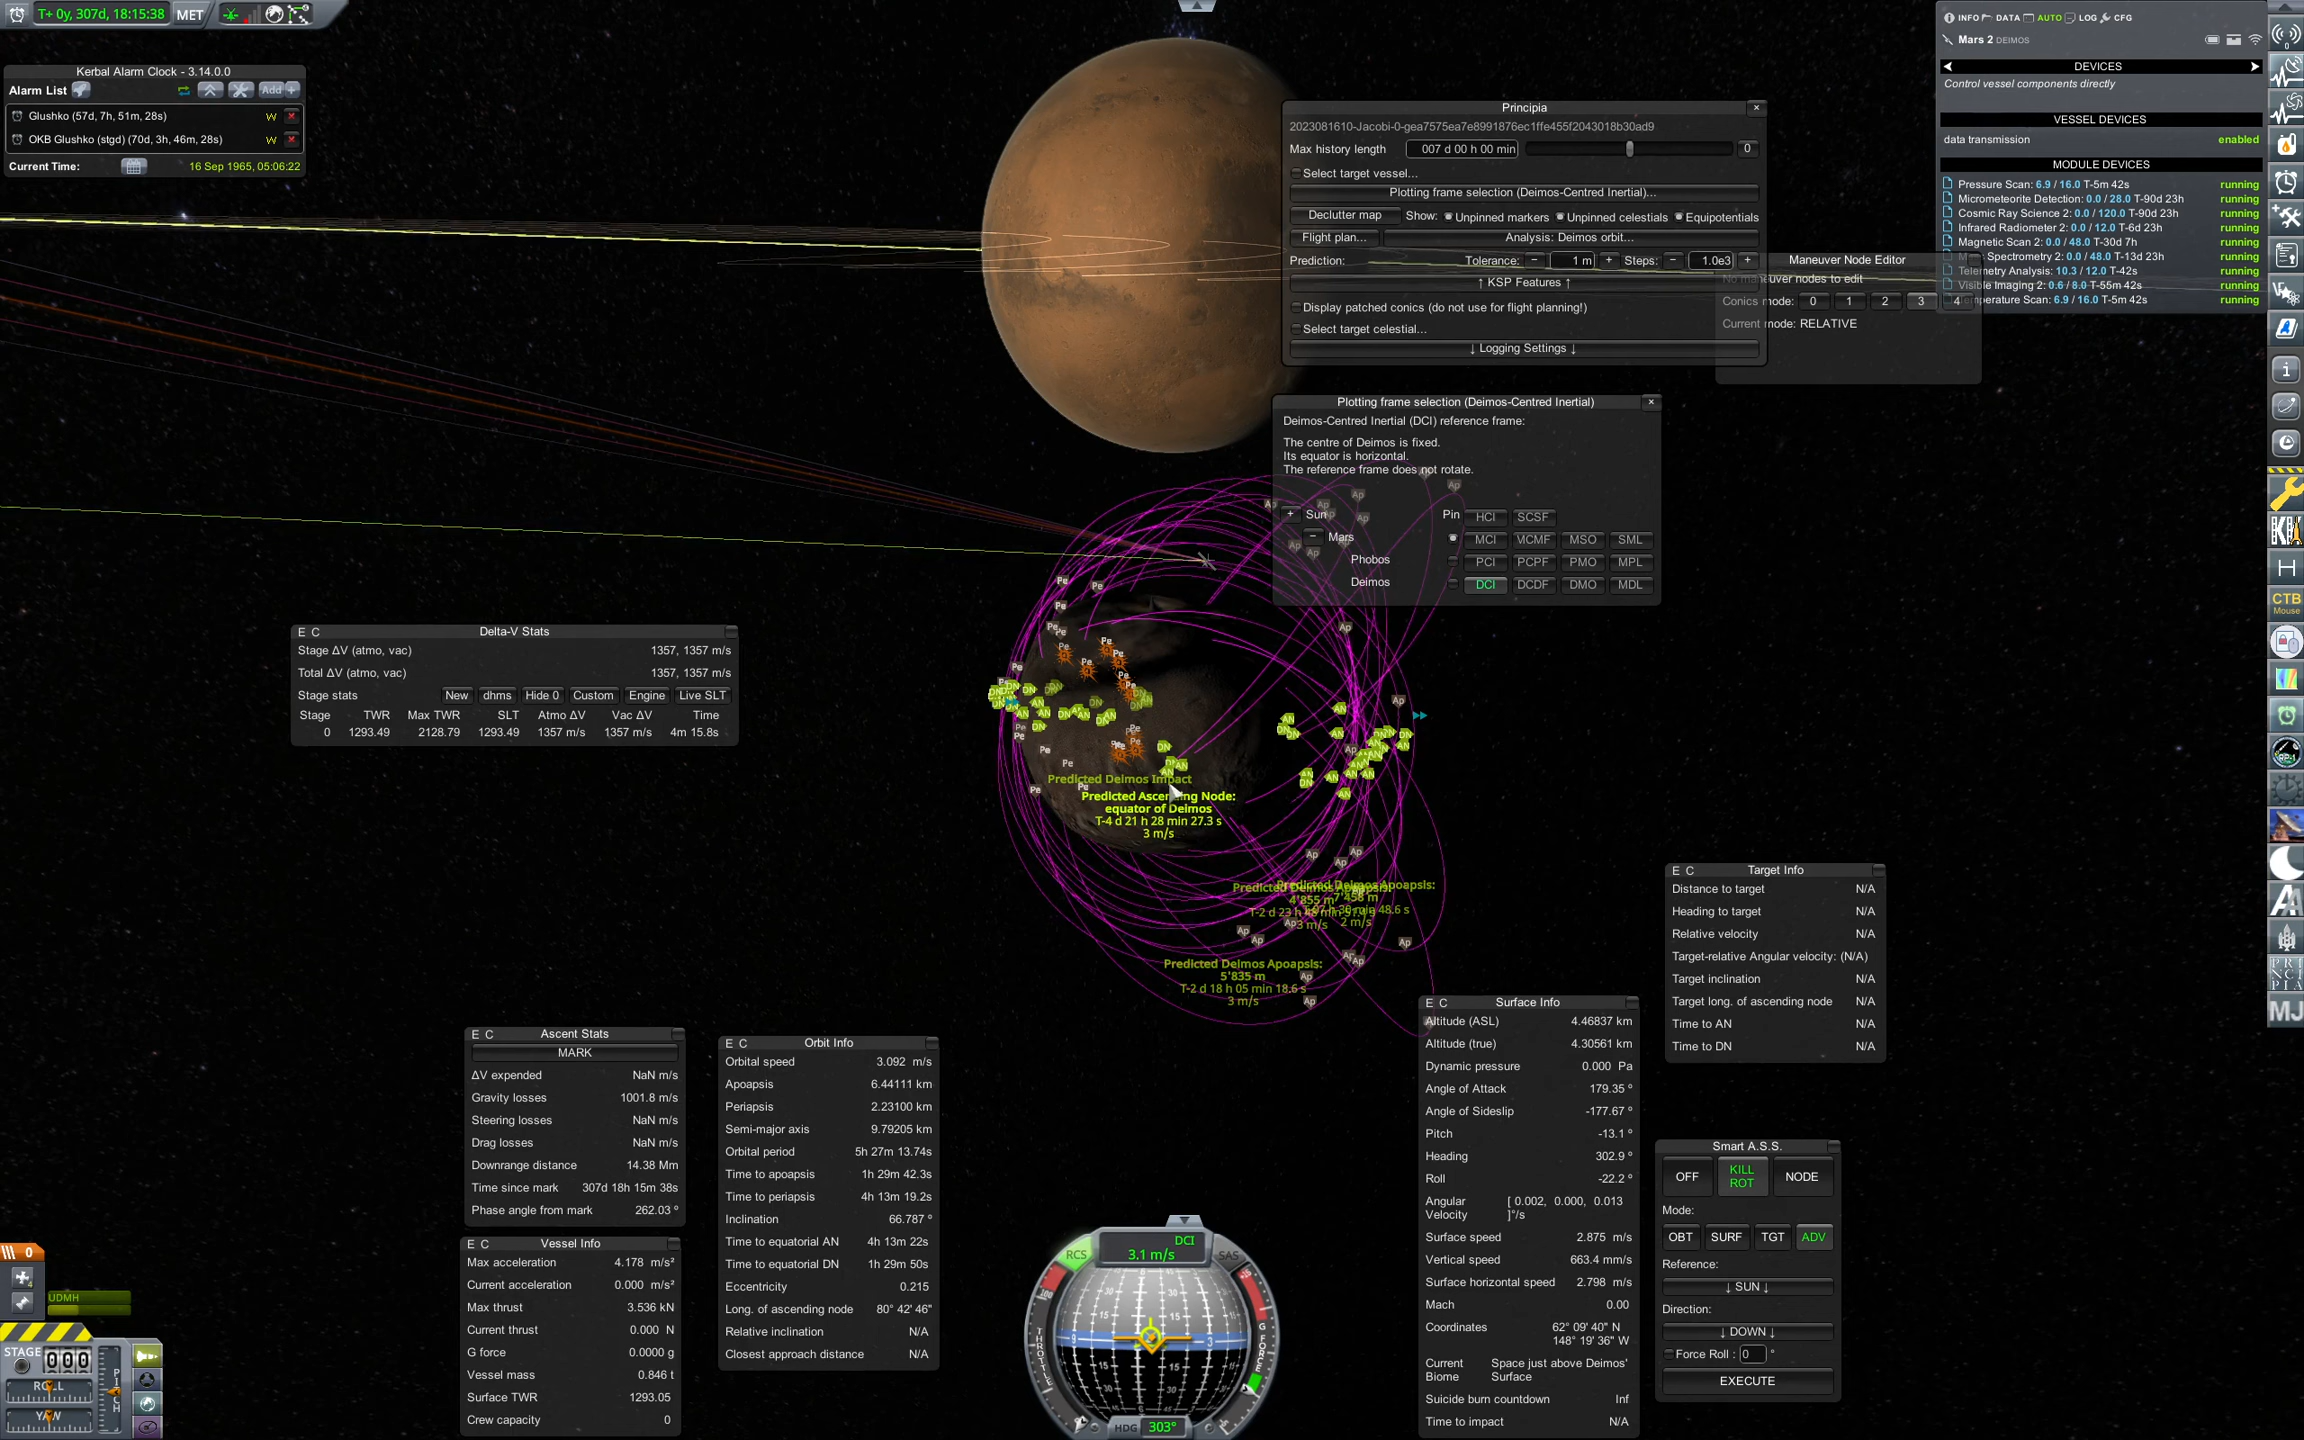 T+ 0y, 307d, 18:15:38 MET
Kerbal Alarm Clock - 3.14.0.0
Alarm List Add
Glushko (57d, 7h, 51m, 28s)
OKB Glushko (stgd) (70d, 3h, 46m, 28s)
Current Time: 16 Sep 1965, 05:06:22
INFO DATA AUTO LOG CFG
Mars 2 DEIMOS
DEVICES
Control vessel components directly
VESSEL DEVICES
data transmission enabled
MODULE DEVICES
Pressure Scan: 6.9 / 16.0 T-5m 42s running
Micrometeorite Detection: 0.0 / 28.0 T-90d 23h running
Cosmic Ray Science 2: 0.0 / 120.0 T-90d 23h running
Infrared Radiometer 2: 0.0 / 12.0 T-6d 23h running
Magnetic Scan 2: 0.0 / 48.0 T-30d 7h running
Spectrometry 2: 0.0 / 48.0 T-13d 23h running
Telemetry Analysis: 10.3 / 12.0 T-42s running
Visible Imaging 2: 0.6 / 8.0 T-55m 42s running
Temperature Scan: 6.9 / 16.0 T-5m 42s running
Principia
2023081610-Jacobi-0-gea7575ea7e8991876ec1ffe455f2043018b30ad9
Max history length 007 d 00 h 00 min 0
Select target vessel...
Plotting frame selection (Deimos-Centred Inertial)...
Declutter map Show: Unpinned markers Unpinned celestials Equipotentials
Flight plan... Analysis: Deimos orbit...
Prediction: Tolerance: − 1 m + Steps: − 1.0e3 +
↑ KSP Features ↑
Display patched conics (do not use for flight planning!)
Select target celestial...
↓ Logging Settings ↓
Maneuver Node Editor
No maneuver nodes to edit
Conics mode: 0 1 2 3 4
Current mode: RELATIVE
Plotting frame selection (Deimos-Centred Inertial)
Deimos-Centred Inertial (DCI) reference frame:
The centre of Deimos is fixed.
Its equator is horizontal.
The reference frame does not rotate.
+ Sun Pin HCI SCSF
− Mars MCI MCMF MSO SML
Phobos PCI PCPF PMO MPL
Deimos DCI DCDF DMO MDL
E C Delta-V Stats
Stage ΔV (atmo, vac) 1357, 1357 m/s
Total ΔV (atmo, vac) 1357, 1357 m/s
Stage stats New dhms Hide 0 Custom Engine Live SLT
Stage TWR Max TWR SLT Atmo ΔV Vac ΔV Time
0 1293.49 2128.79 1293.49 1357 m/s 1357 m/s 4m 15.8s
Predicted Deimos Impact
Predicted Ascending Node:
equator of Deimos
T-4 d 21 h 28 min 27.3 s
3 m/s
Predicted Deimos Apoapsis:
4'855 m
7'458 m
3 m/s
2 m/s
Predicted Deimos Apoapsis:
5'835 m
T-2 d 18 h 05 min 18.6 s
3 m/s
E C Target Info
Distance to target N/A
Heading to target N/A
Relative velocity N/A
Target-relative Angular velocity: (N/A)
Target inclination N/A
Target long. of ascending node N/A
Time to AN N/A
Time to DN N/A
E C Ascent Stats
MARK
ΔV expended NaN m/s
Gravity losses 1001.8 m/s
Steering losses NaN m/s
Drag losses NaN m/s
Downrange distance 14.38 Mm
Time since mark 307d 18h 15m 38s
Phase angle from mark 262.03 º
E C Orbit Info
Orbital speed 3.092 m/s
Apoapsis 6.44111 km
Periapsis 2.23100 km
Semi-major axis 9.79205 km
Orbital period 5h 27m 13.74s
Time to apoapsis 1h 29m 42.3s
Time to periapsis 4h 13m 19.2s
Inclination 66.787 º
Time to equatorial AN 4h 13m 22s
Time to equatorial DN 1h 29m 50s
Eccentricity 0.215
Long. of ascending node 80° 42' 46"
Relative inclination N/A
Closest approach distance N/A
E C Vessel Info
Max acceleration 4.178 m/s²
Current acceleration 0.000 m/s²
Max thrust 3.536 kN
Current thrust 0.000 N
G force 0.0000 g
Vessel mass 0.846 t
Surface TWR 1293.05
Crew capacity 0
E C Surface Info
Altitude (ASL) 4.46837 km
Altitude (true) 4.30561 km
Dynamic pressure 0.000 Pa
Angle of Attack 179.35 º
Angle of Sideslip -177.67 º
Pitch -13.1 º
Heading 302.9 º
Roll -22.2 º
Angular Velocity [ 0.002, 0.000, 0.013 ]°/s
Surface speed 2.875 m/s
Vertical speed 663.4 mm/s
Surface horizontal speed 2.798 m/s
Mach 0.00
Coordinates 62° 09' 40" N
148° 19' 36" W
Current Biome Space just above Deimos' Surface
Suicide burn countdown Inf
Time to impact N/A
Smart A.S.S.
OFF KILL ROT NODE
Mode:
OBT SURF TGT ADV
Reference:
↓ SUN ↓
Direction:
↓ DOWN ↓
Force Roll : 0 °
EXECUTE
RCS DCI SAS
3.1 m/s
THROTTLE
G FORCE
HDG 303°
0
UDMH
STAGE 000
ROLL
YAW
PITCH
CTB
Mouse
PRINCIPIA
MJ